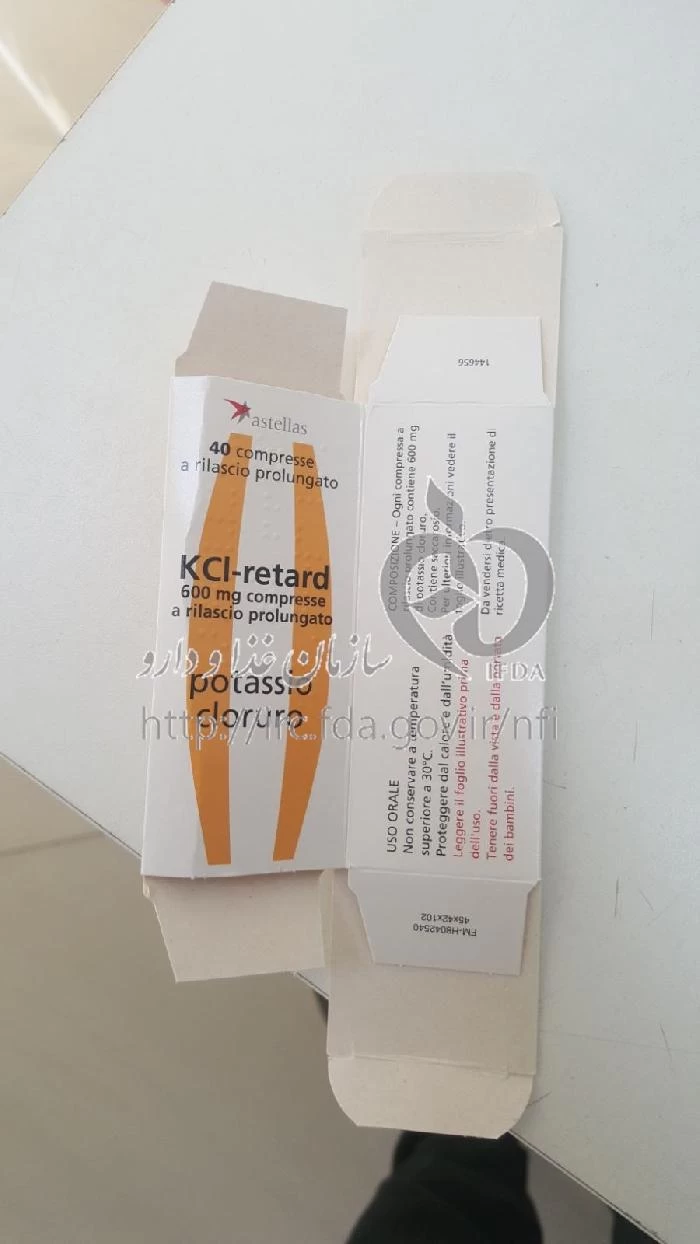 astellas
40 compresse
a rilascio prolungato
KCl-retard
600 mg compresse
a rilascio prolungato
potassio
cloruro
144656
COMPOSIZIONE – Ogni compressa a
rilascio prolungato contiene 600 mg
di potassio cloruro.
Contiene saccarosio.
Per ulteriori informazioni vedere il
foglio illustrativo.
Da vendersi dietro presentazione di
ricetta medica.
USO ORALE
Non conservare a temperatura
superiore a 30°C.
Proteggere dal calore e dall'umidità
Leggere il foglio illustrativo prima
dell'uso.
Tenere fuori dalla vista e dalla portata
dei bambini.
FM-H8042540
45x42x102
سازمان غذا و دارو
IFDA
http://irc.fda.gov.ir/nfi